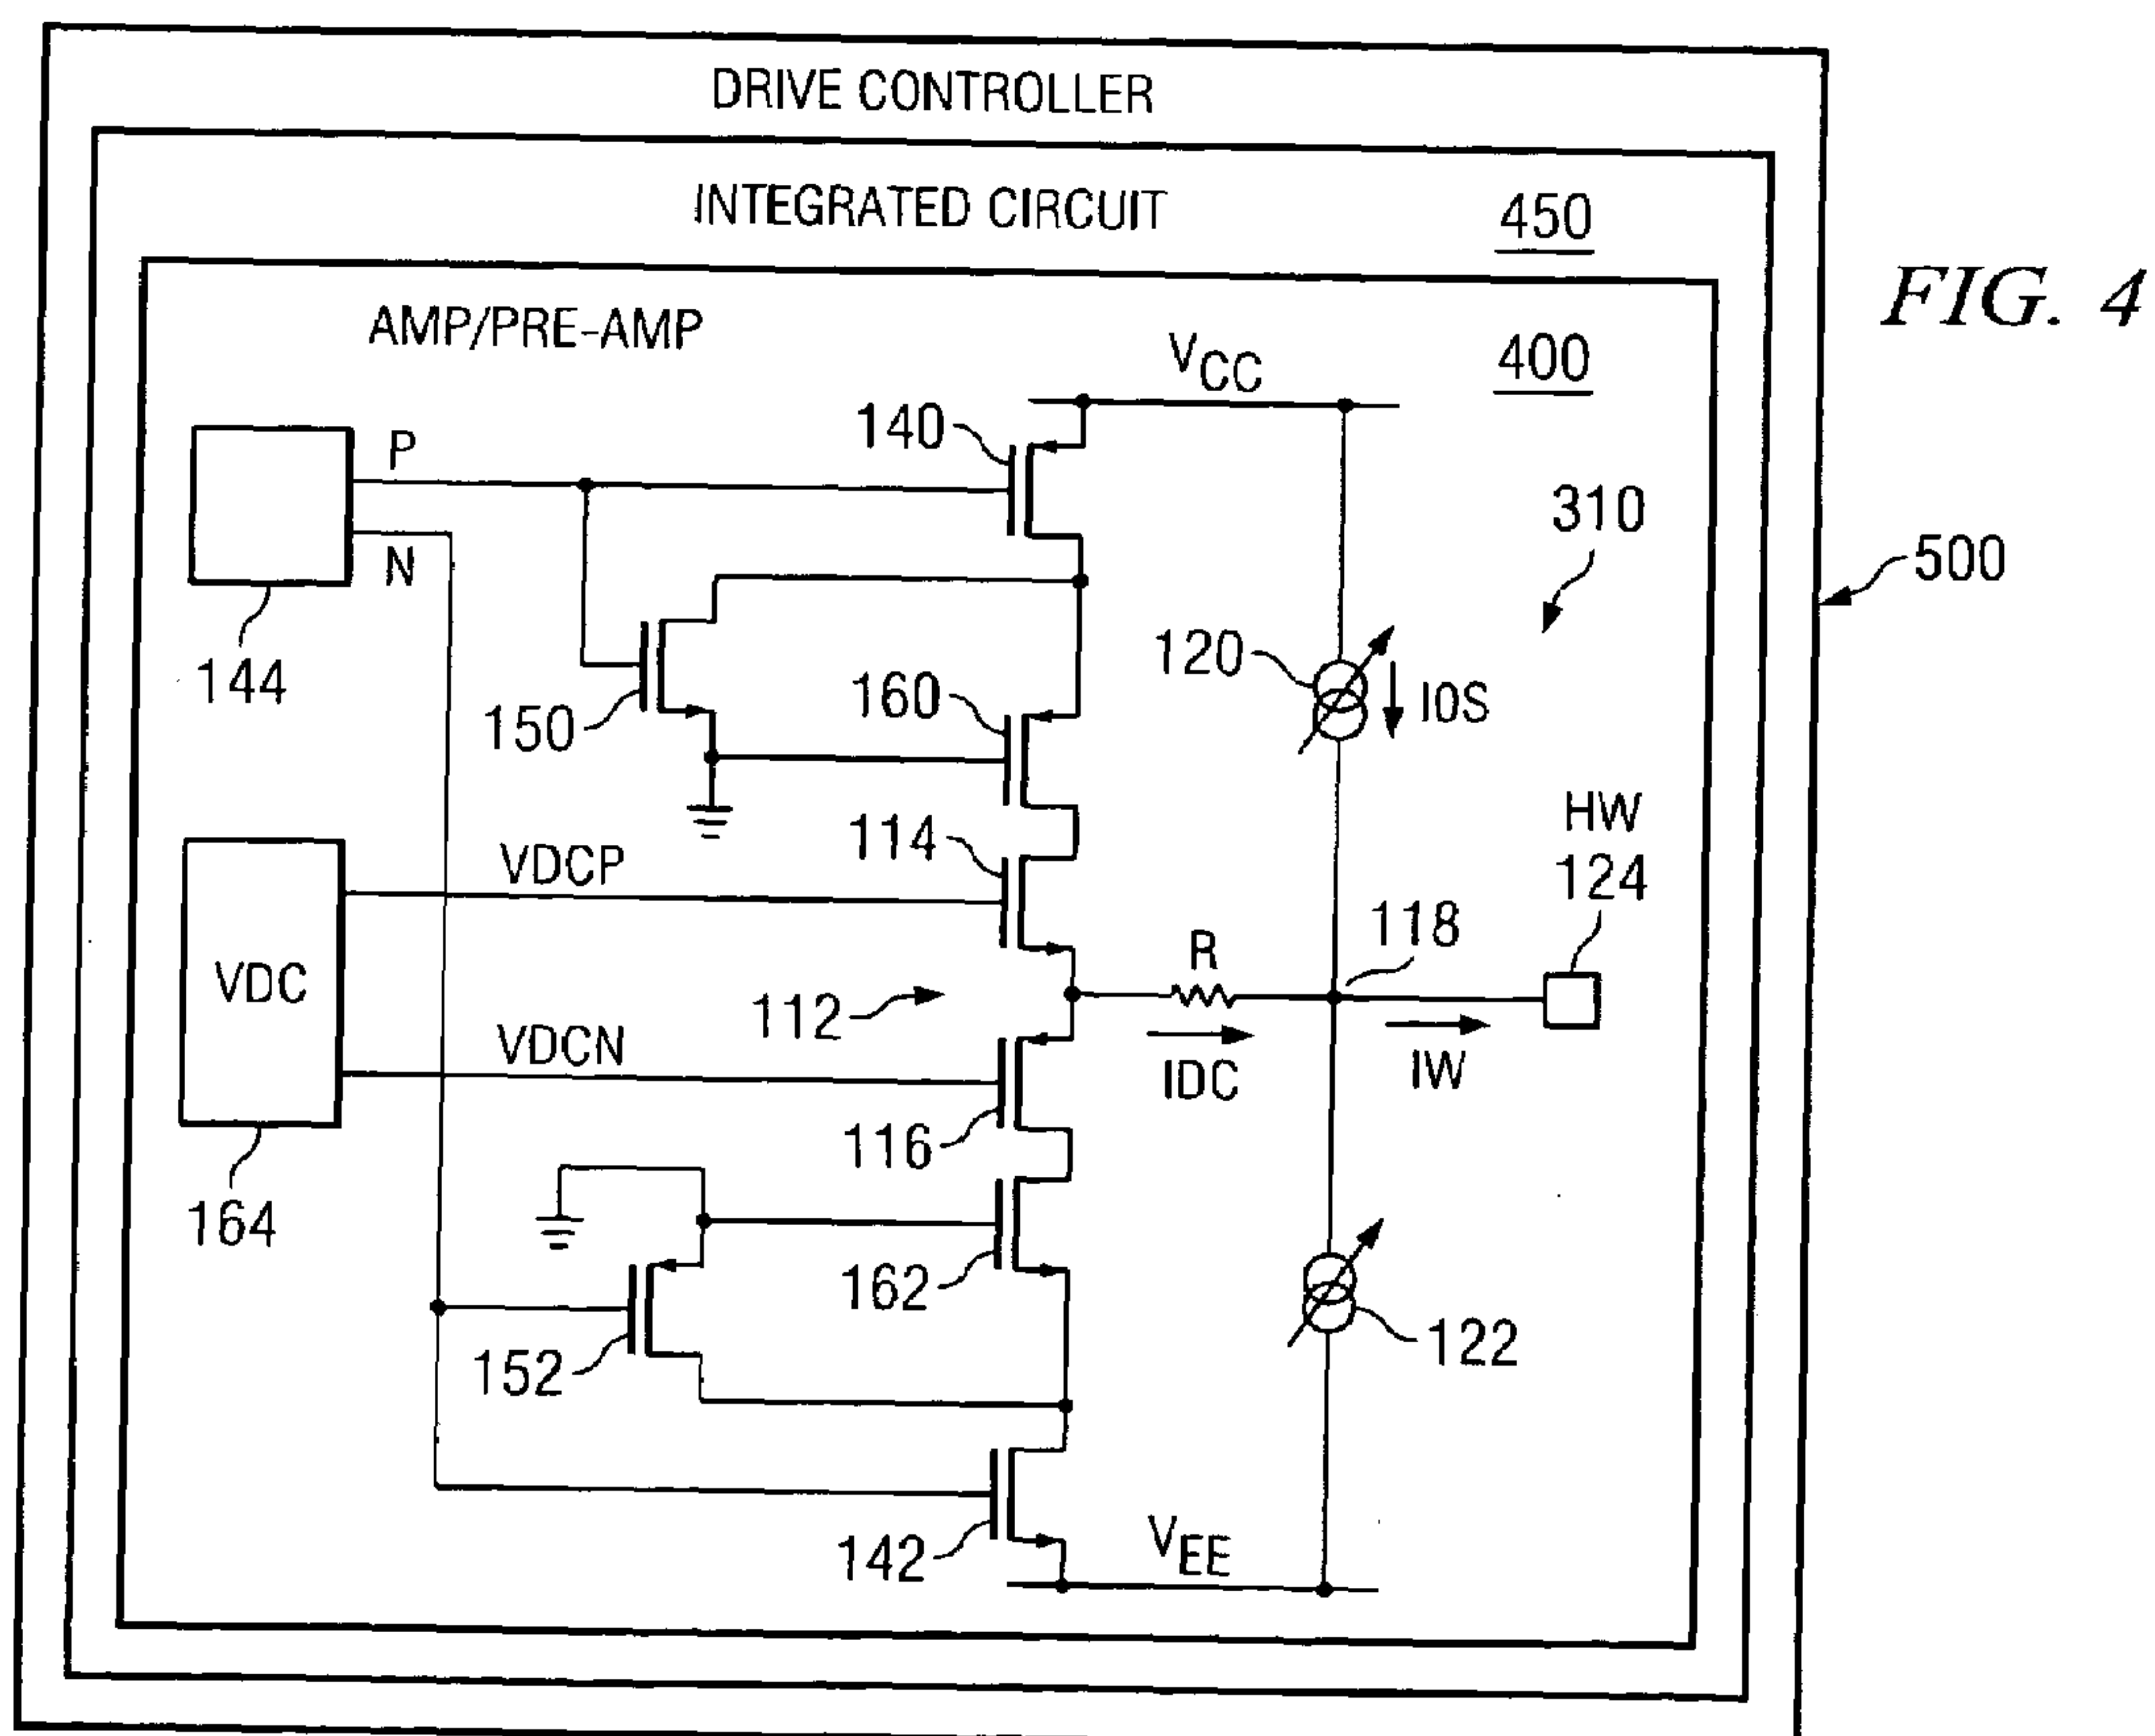 DRIVE CONTROLLER
INTEGRATED CIRCUIT
450
FIG. 4
AMP/PRE-AMP
400
VCC
140
P
310
N
500
144
150
160
120
IOS
HW
124
114
VDCP
118
R
VDC
112
VDCN
IDC
IW
116
164
162
152
122
142
VEE